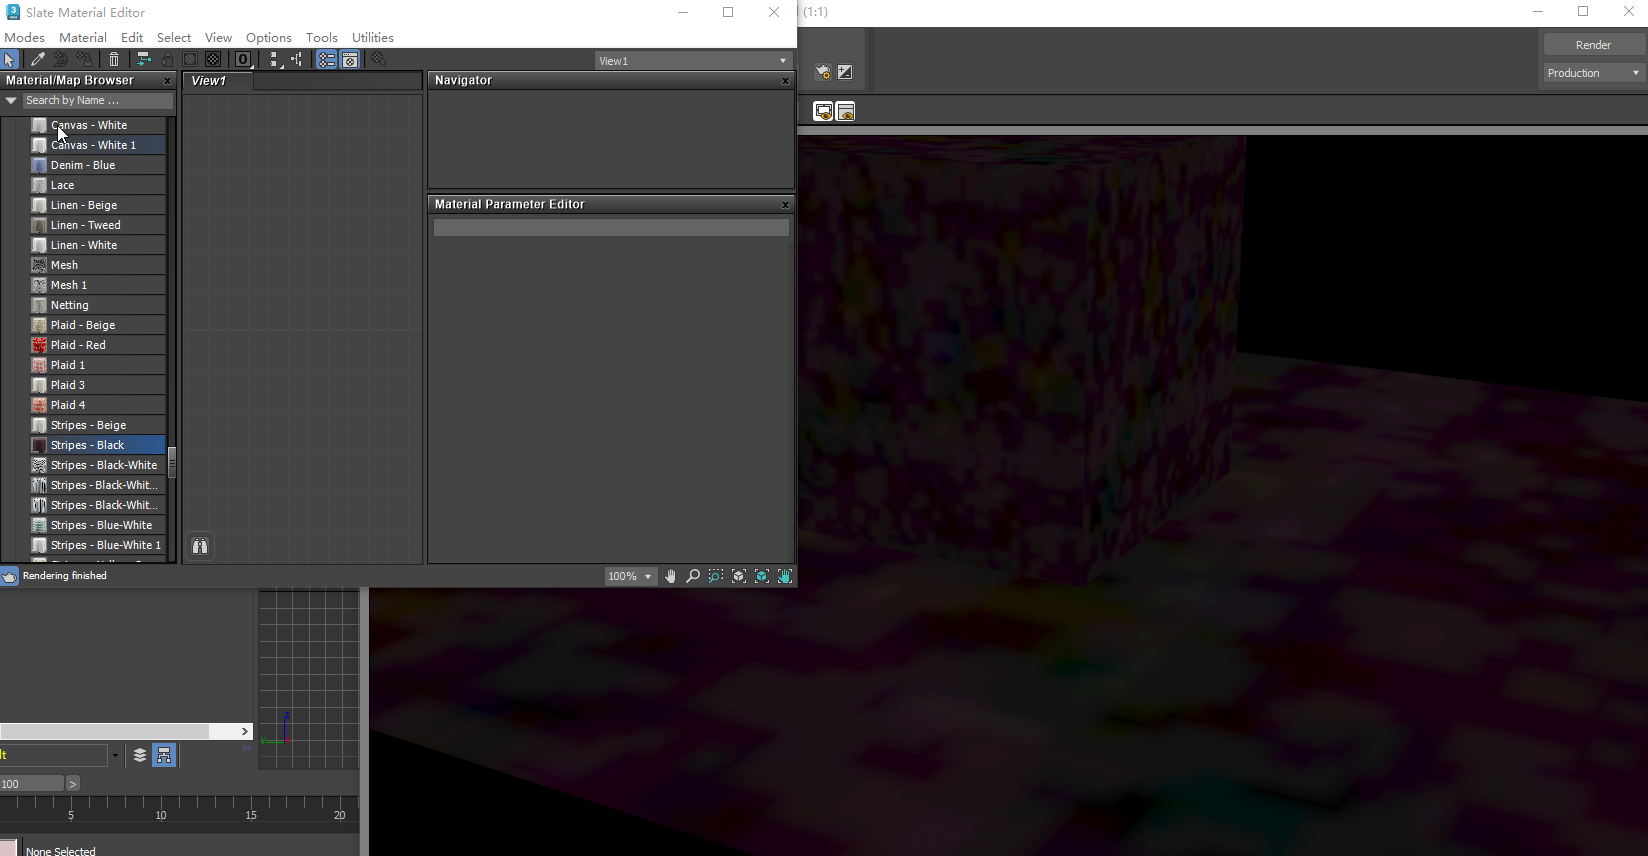 Slate Material Editor
(1:1)
Modes Material Edit Select View Options Tools Utilities
Render
Production
View1
Material/Map Browser
View1
Navigator
Search by Name ...
Canvas - White
Canvas - White 1
Denim - Blue
Lace
Linen - Beige
Linen - Tweed
Linen - White
Mesh
Mesh 1
Netting
Plaid - Beige
Plaid - Red
Plaid 1
Plaid 3
Plaid 4
Stripes - Beige
Stripes - Black
Stripes - Black-White
Stripes - Black-Whit...
Stripes - Black-Whit...
Stripes - Blue-White
Stripes - Blue-White 1
Material Parameter Editor
Rendering finished
100%
z
lt
100
>
5 10 15 20
None Selected